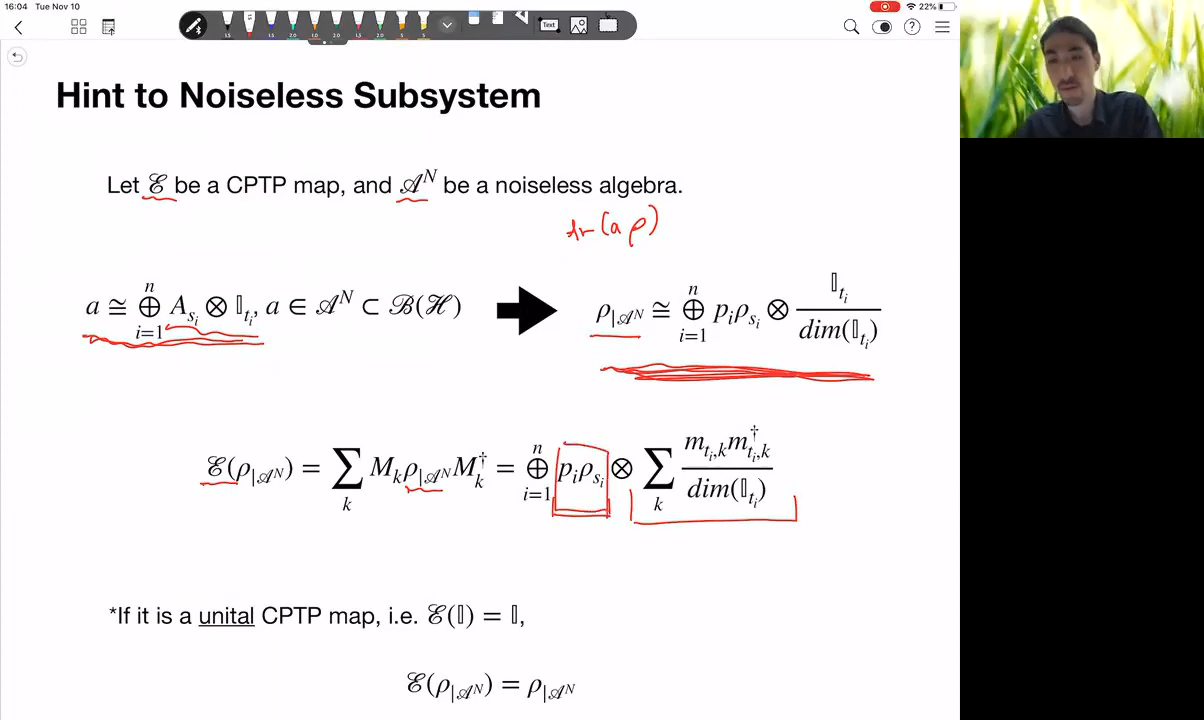 16:04 Tue Nov 10
22%
Text
Hint to Noiseless Subsystem
Let ℰ be a CPTP map, and 𝒜^N be a noiseless algebra.
tr(aρ)
a ≅ ⊕_{i=1}^{n} A_{s_i} ⊗ 𝕀_{t_i}, a ∈ 𝒜^N ⊂ ℬ(ℋ)
ρ_{|𝒜^N} ≅ ⊕_{i=1}^{n} p_i ρ_{s_i} ⊗ 𝕀_{t_i} / dim(𝕀_{t_i})
ℰ(ρ_{|𝒜^N}) = ∑_k M_k ρ_{|𝒜^N} M_k^† = ⊕_{i=1}^{n} p_i ρ_{s_i} ⊗ ∑_k m_{t_i,k} m_{t_i,k}^† / dim(𝕀_{t_i})
*If it is a unital CPTP map, i.e. ℰ(𝕀) = 𝕀,
ℰ(ρ_{|𝒜^N}) = ρ_{|𝒜^N}